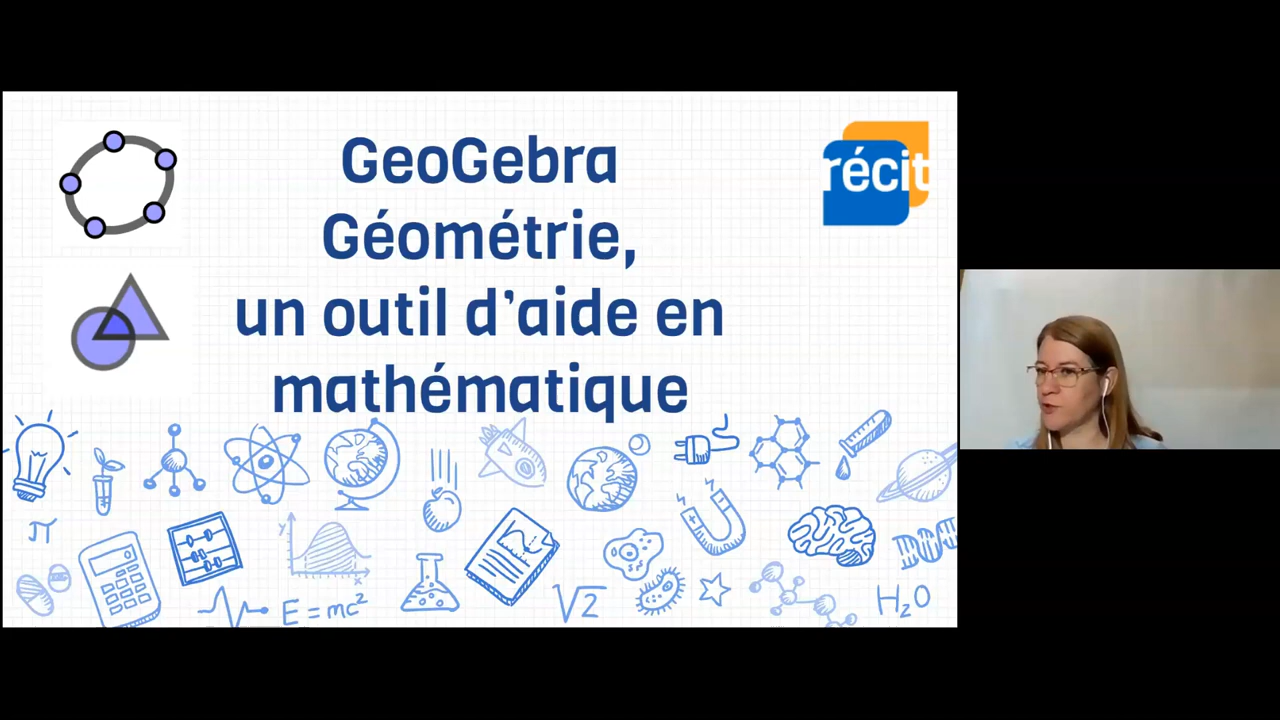 GeoGebra
Géométrie,
un outil d’aide en
mathématique
récit
π
y
x
E = mc²
√2
H₂O